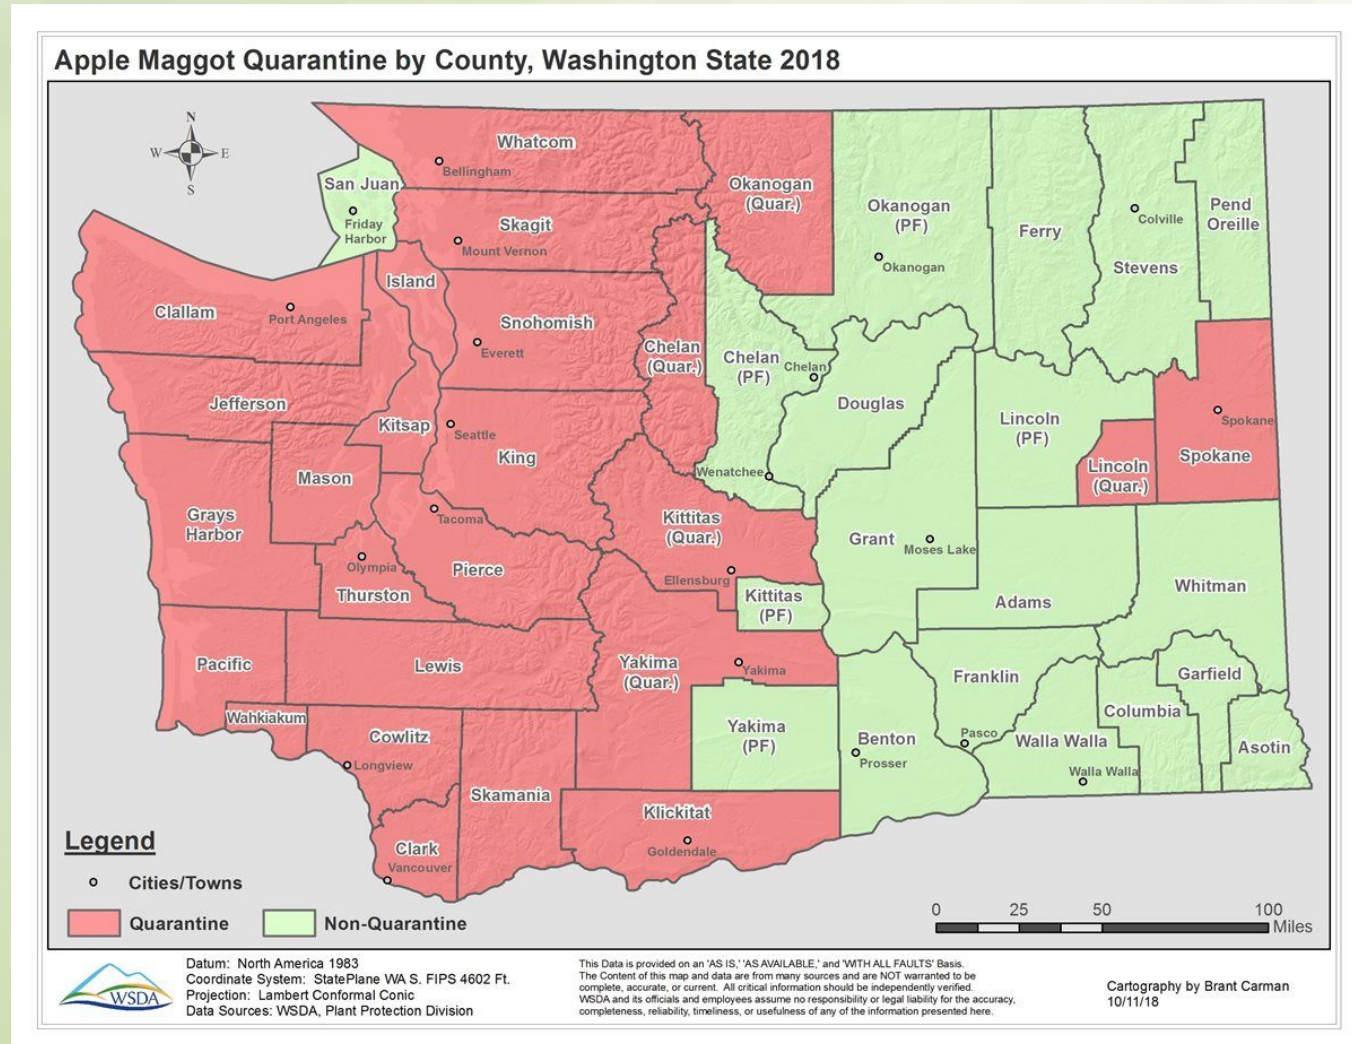 Apple Maggot Quarantine by County, Washington State 2018
N
W
E
S
Whatcom
Bellingham
San Juan
Friday
Harbor
Okanogan
(Quar.)
Okanogan
(PF)
Okanogan
Ferry
Stevens
Colville
Pend
Oreille
Skagit
Mount Vernon
Island
Clallam
Port Angeles
Snohomish
Everett
Chelan
(Quar.)
Chelan
(PF)
Chelan
Douglas
Jefferson
Kitsap
Seattle
King
Lincoln
(PF)
Lincoln
(Quar.)
Spokane
Spokane
Wenatchee
Mason
Grays
Harbor
Tacoma
Kittitas
(Quar.)
Ellensburg
Grant
Moses Lake
Olympia
Thurston
Pierce
Kittitas
(PF)
Adams
Whitman
Pacific
Lewis
Yakima
(Quar.)
Yakima
Franklin
Garfield
Wahkiakum
Cowlitz
Longview
Yakima
(PF)
Benton
Prosser
Pasco
Walla Walla
Walla Walla
Columbia
Asotin
Skamania
Klickitat
Goldendale
Clark
Vancouver
Legend
Cities/Towns
Quarantine
Non-Quarantine
0 25 50 100
Miles
WSDA
Datum: North America 1983
Coordinate System: StatePlane WA S. FIPS 4602 Ft.
Projection: Lambert Conformal Conic
Data Sources: WSDA, Plant Protection Division
This Data is provided on an 'AS IS,' 'AS AVAILABLE,' and 'WITH ALL FAULTS' Basis.
The Content of this map and data are from many sources and are NOT warranted to be
complete, accurate, or current. All critical information should be independently verified.
WSDA and its officials and employees assume no responsibility or legal liability for the accuracy,
completeness, reliability, timeliness, or usefulness of any of the information presented here.
Cartography by Brant Carman
10/11/18